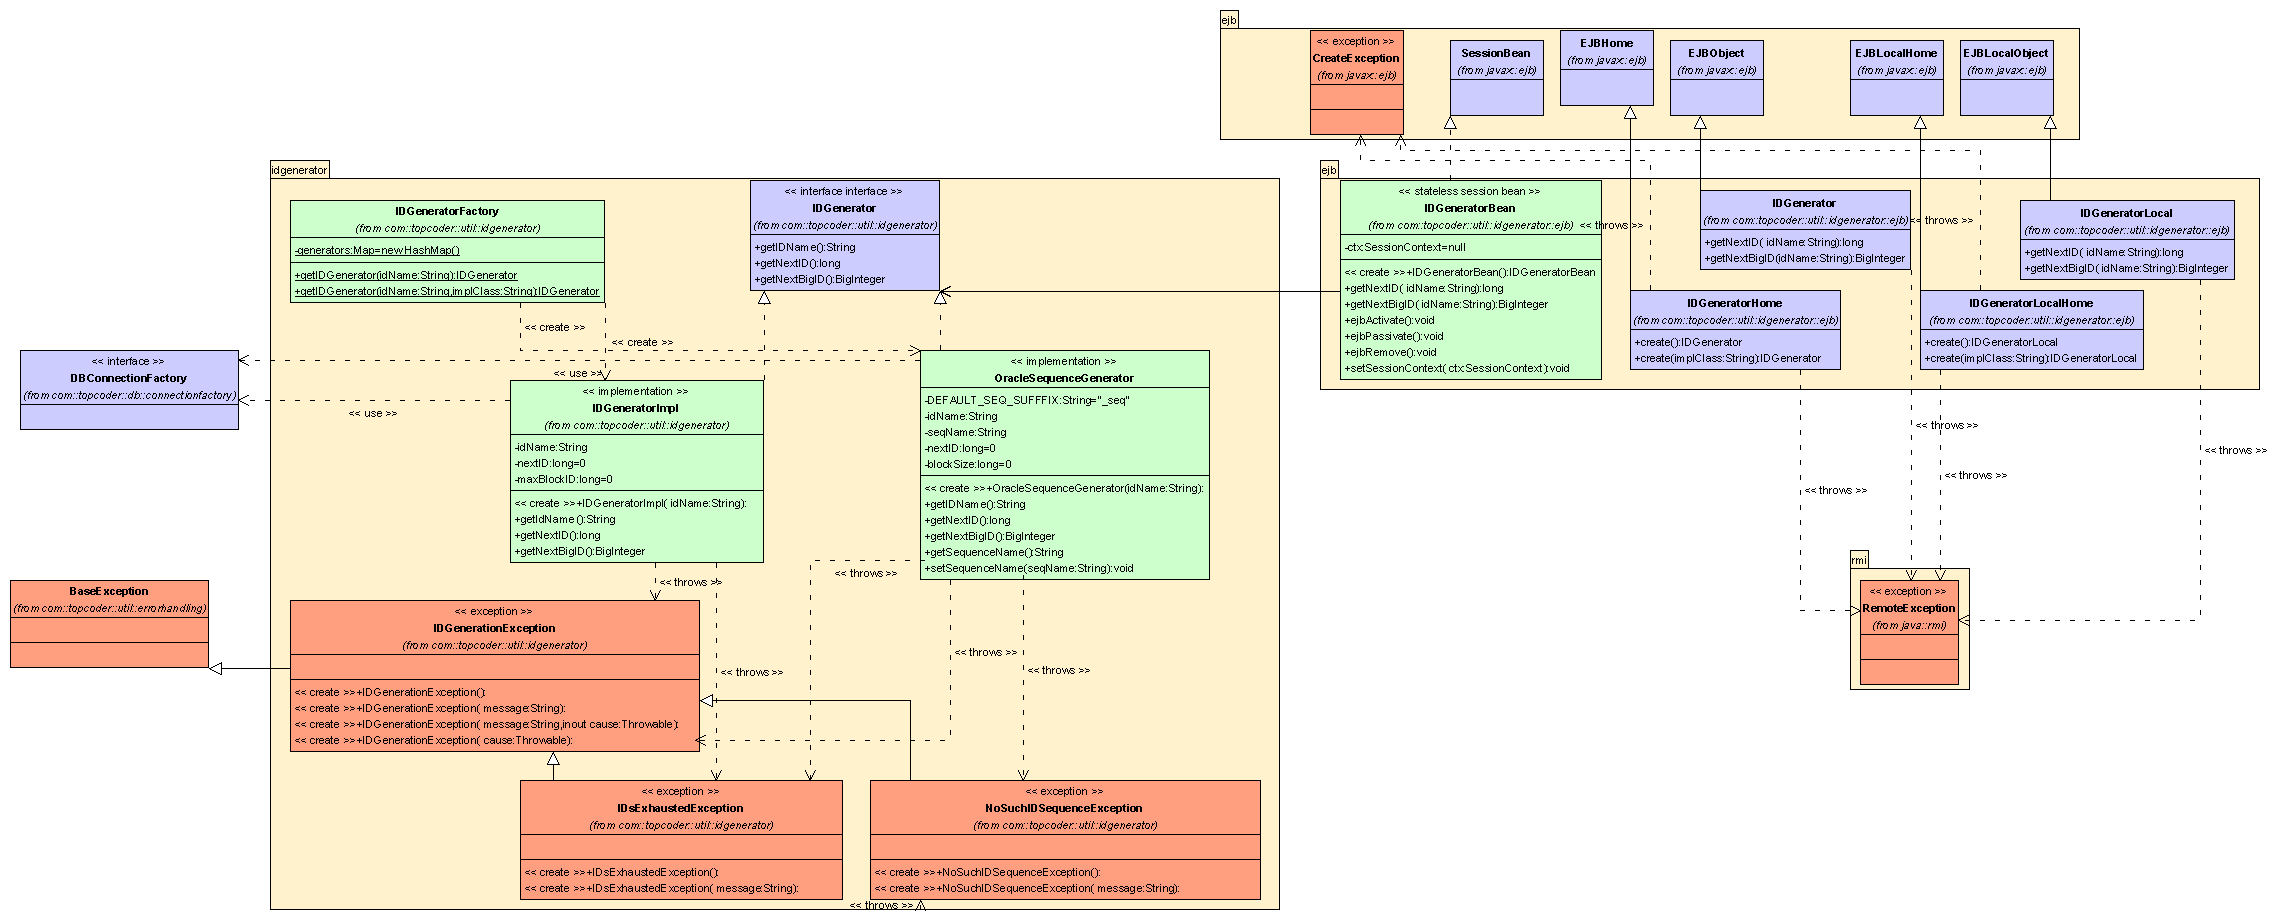 ejb
<< exception >>
CreateException
(from javax::ejb)
SessionBean
(from javax::ejb)
EJBHome
(from javax::ejb)
EJBObject
(from javax::ejb)
EJBLocalHome
(from javax::ejb)
EJBLocalObject
(from javax::ejb)
idgenerator
IDGeneratorFactory
(from com::topcoder::util::idgenerator)
-generators:Map=newHashMap()
+getIDGenerator(idName:String):IDGenerator
+getIDGenerator(idName:String,implClass:String):IDGenerator
<< interface interface >>
IDGenerator
(from com::topcoder::util::idgenerator)
+getIDName():String
+getNextID():long
+getNextBigID():BigInteger
ejb
<< stateless session bean >>
IDGeneratorBean
(from com::topcoder::util::idgenerator::ejb)
-ctx:SessionContext=null
<< create >>+IDGeneratorBean():IDGeneratorBean
+getNextID( idName:String):long
+getNextBigID( idName:String):BigInteger
+ejbActivate():void
+ejbPassivate():void
+ejbRemove():void
+setSessionContext( ctx:SessionContext):void
<< throws >>
IDGenerator
(from com::topcoder::util::idgenerator::ejb)
+getNextID( idName:String):long
+getNextBigID(idName:String):BigInteger
<< throws >>
IDGeneratorLocal
(from com::topcoder::util::idgenerator::ejb)
+getNextID( idName:String):long
+getNextBigID( idName:String):BigInteger
IDGeneratorHome
(from com::topcoder::util::idgenerator::ejb)
+create():IDGenerator
+create(implClass:String):IDGenerator
IDGeneratorLocalHome
(from com::topcoder::util::idgenerator::ejb)
+create():IDGeneratorLocal
+create(implClass:String):IDGeneratorLocal
<< create >>
<< create >>
<< interface >>
DBConnectionFactory
(from com::topcoder::db::connectionfactory)
<< use >>
<< use >>
<< implementation >>
IDGeneratorImpl
(from com::topcoder::util::idgenerator)
-idName:String
-nextID:long=0
-maxBlockID:long=0
<< create >>+IDGeneratorImpl( idName:String):
+getIdName():String
+getNextID():long
+getNextBigID():BigInteger
<< implementation >>
OracleSequenceGenerator
(from com::topcoder::util::idgenerator)
-DEFAULT_SEQ_SUFFFIX:String="_seq"
-idName:String
-seqName:String
-nextID:long=0
-blockSize:long=0
<< create >>+OracleSequenceGenerator(idName:String):
+getIDName():String
+getNextID():long
+getNextBigID():BigInteger
+getSequenceName():String
+setSequenceName(seqName:String):void
<< throws >>
<< throws >>
<< throws >>
<< throws >>
rmi
<< exception >>
RemoteException
(from java::rmi)
<< throws >>
<< throws >>
<< throws >>
<< throws >>
<< throws >>
BaseException
(from com::topcoder::util::errorhandling)
<< exception >>
IDGenerationException
(from com::topcoder::util::idgenerator)
<< create >>+IDGenerationException():
<< create >>+IDGenerationException( message:String):
<< create >>+IDGenerationException( message:String,inout cause:Throwable):
<< create >>+IDGenerationException( cause:Throwable):
<< exception >>
IDsExhaustedException
(from com::topcoder::util::idgenerator)
<< create >>+IDsExhaustedException():
<< create >>+IDsExhaustedException( message:String):
<< exception >>
NoSuchIDSequenceException
(from com::topcoder::util::idgenerator)
<< create >>+NoSuchIDSequenceException():
<< create >>+NoSuchIDSequenceException( message:String):
<< throws >>